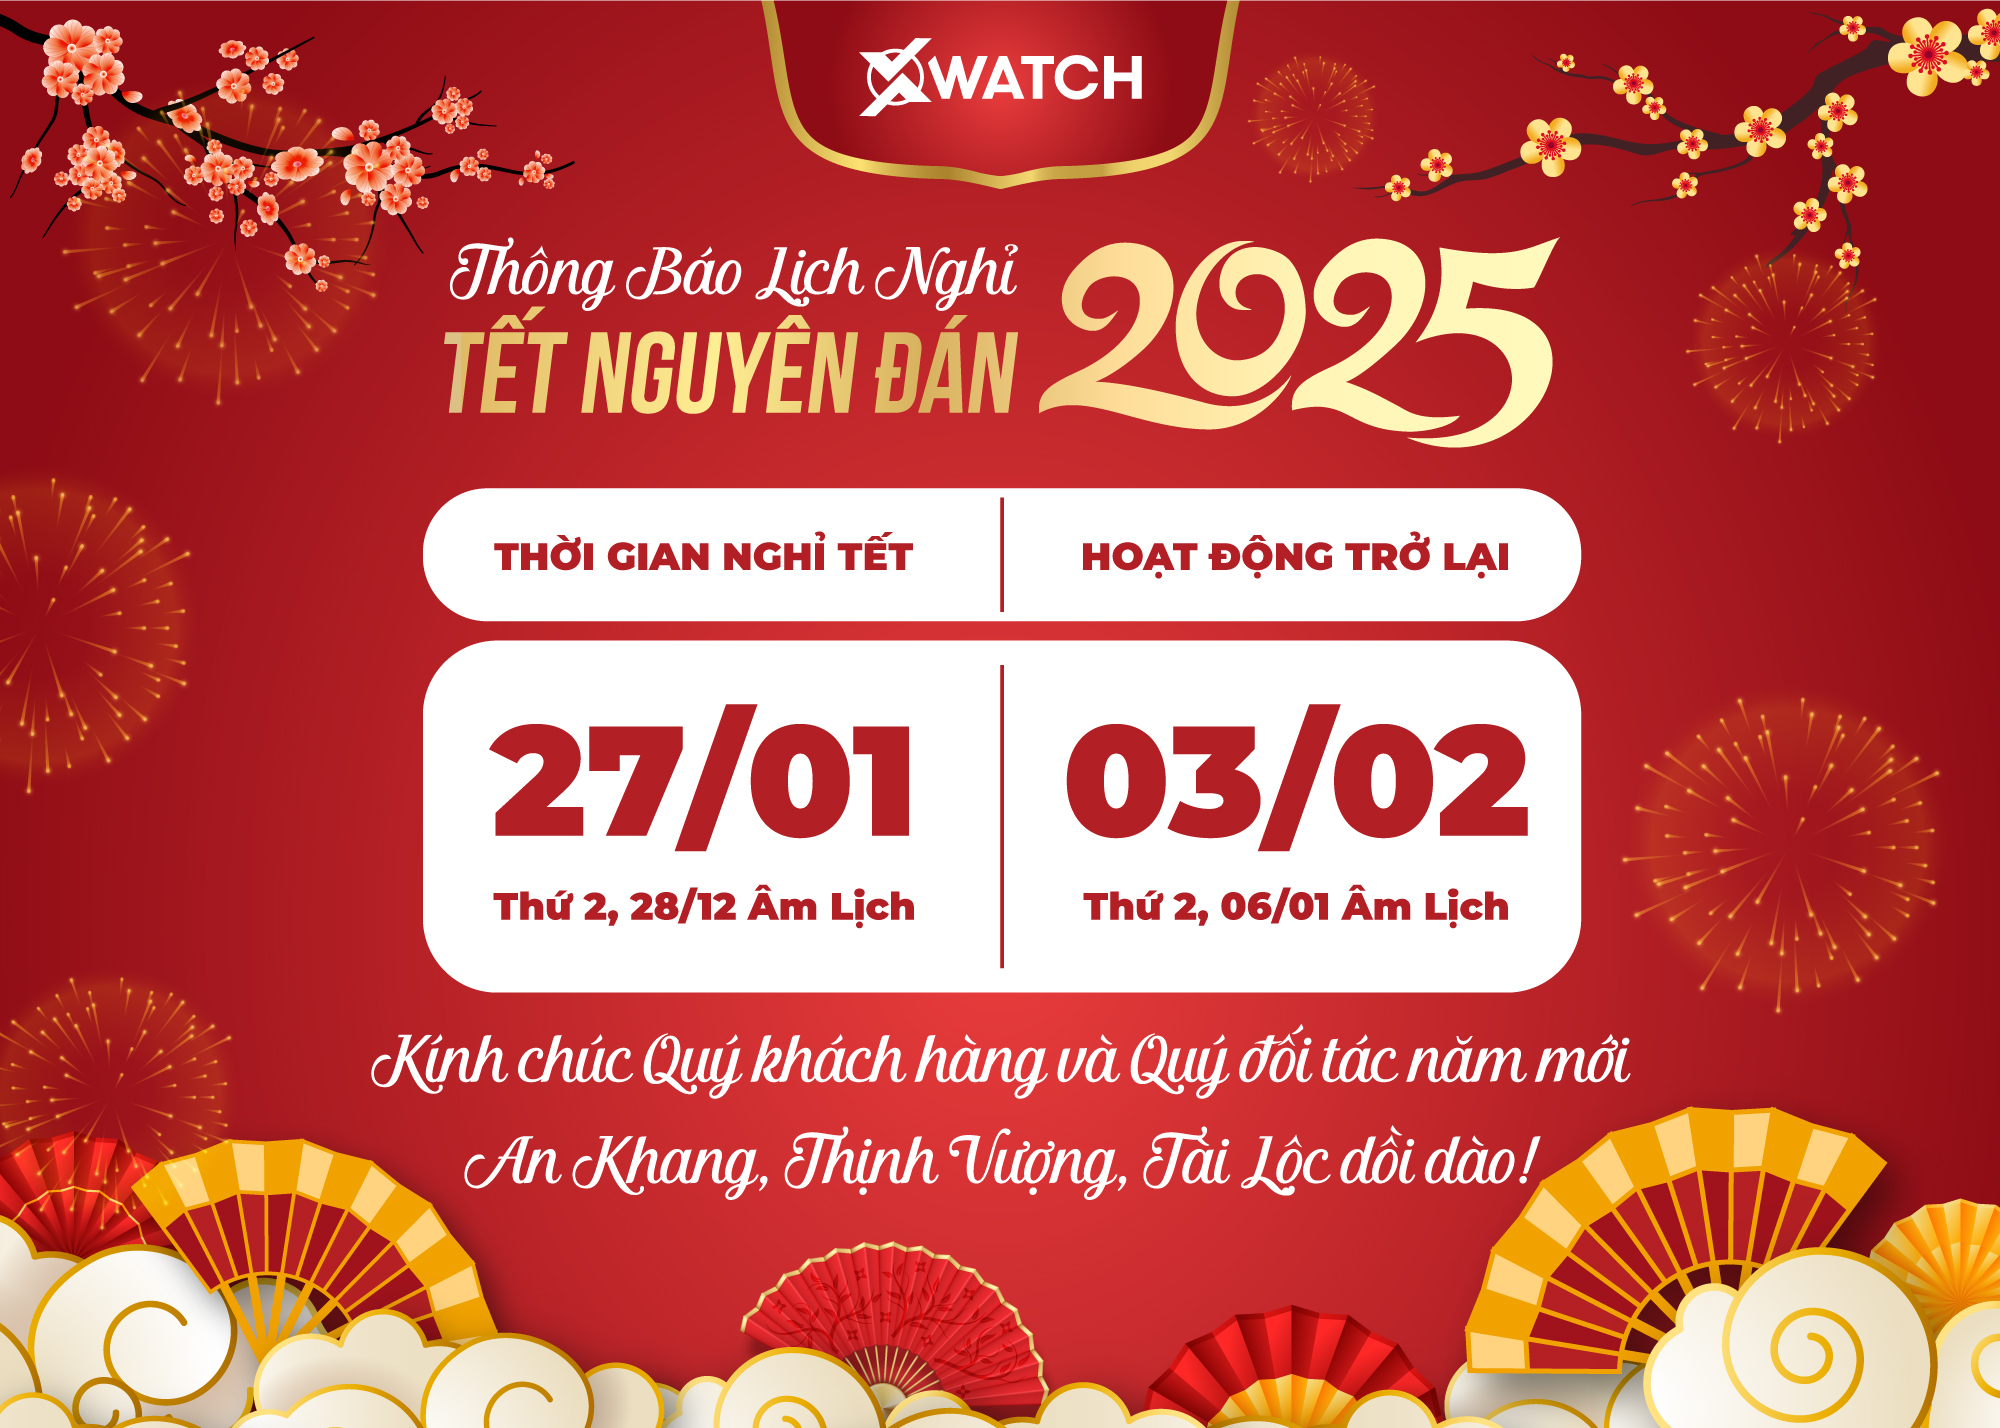 XWATCH
Thông Báo Lịch Nghỉ
TẾT NGUYÊN ĐÁN 2025
THỜI GIAN NGHỈ TẾT
HOẠT ĐỘNG TRỞ LẠI
27/01
Thứ 2, 28/12 Âm Lịch
03/02
Thứ 2, 06/01 Âm Lịch
Kính chúc Quý khách hàng và Quý đối tác năm mới
An Khang, Thịnh Vượng, Tài Lộc dồi dào!